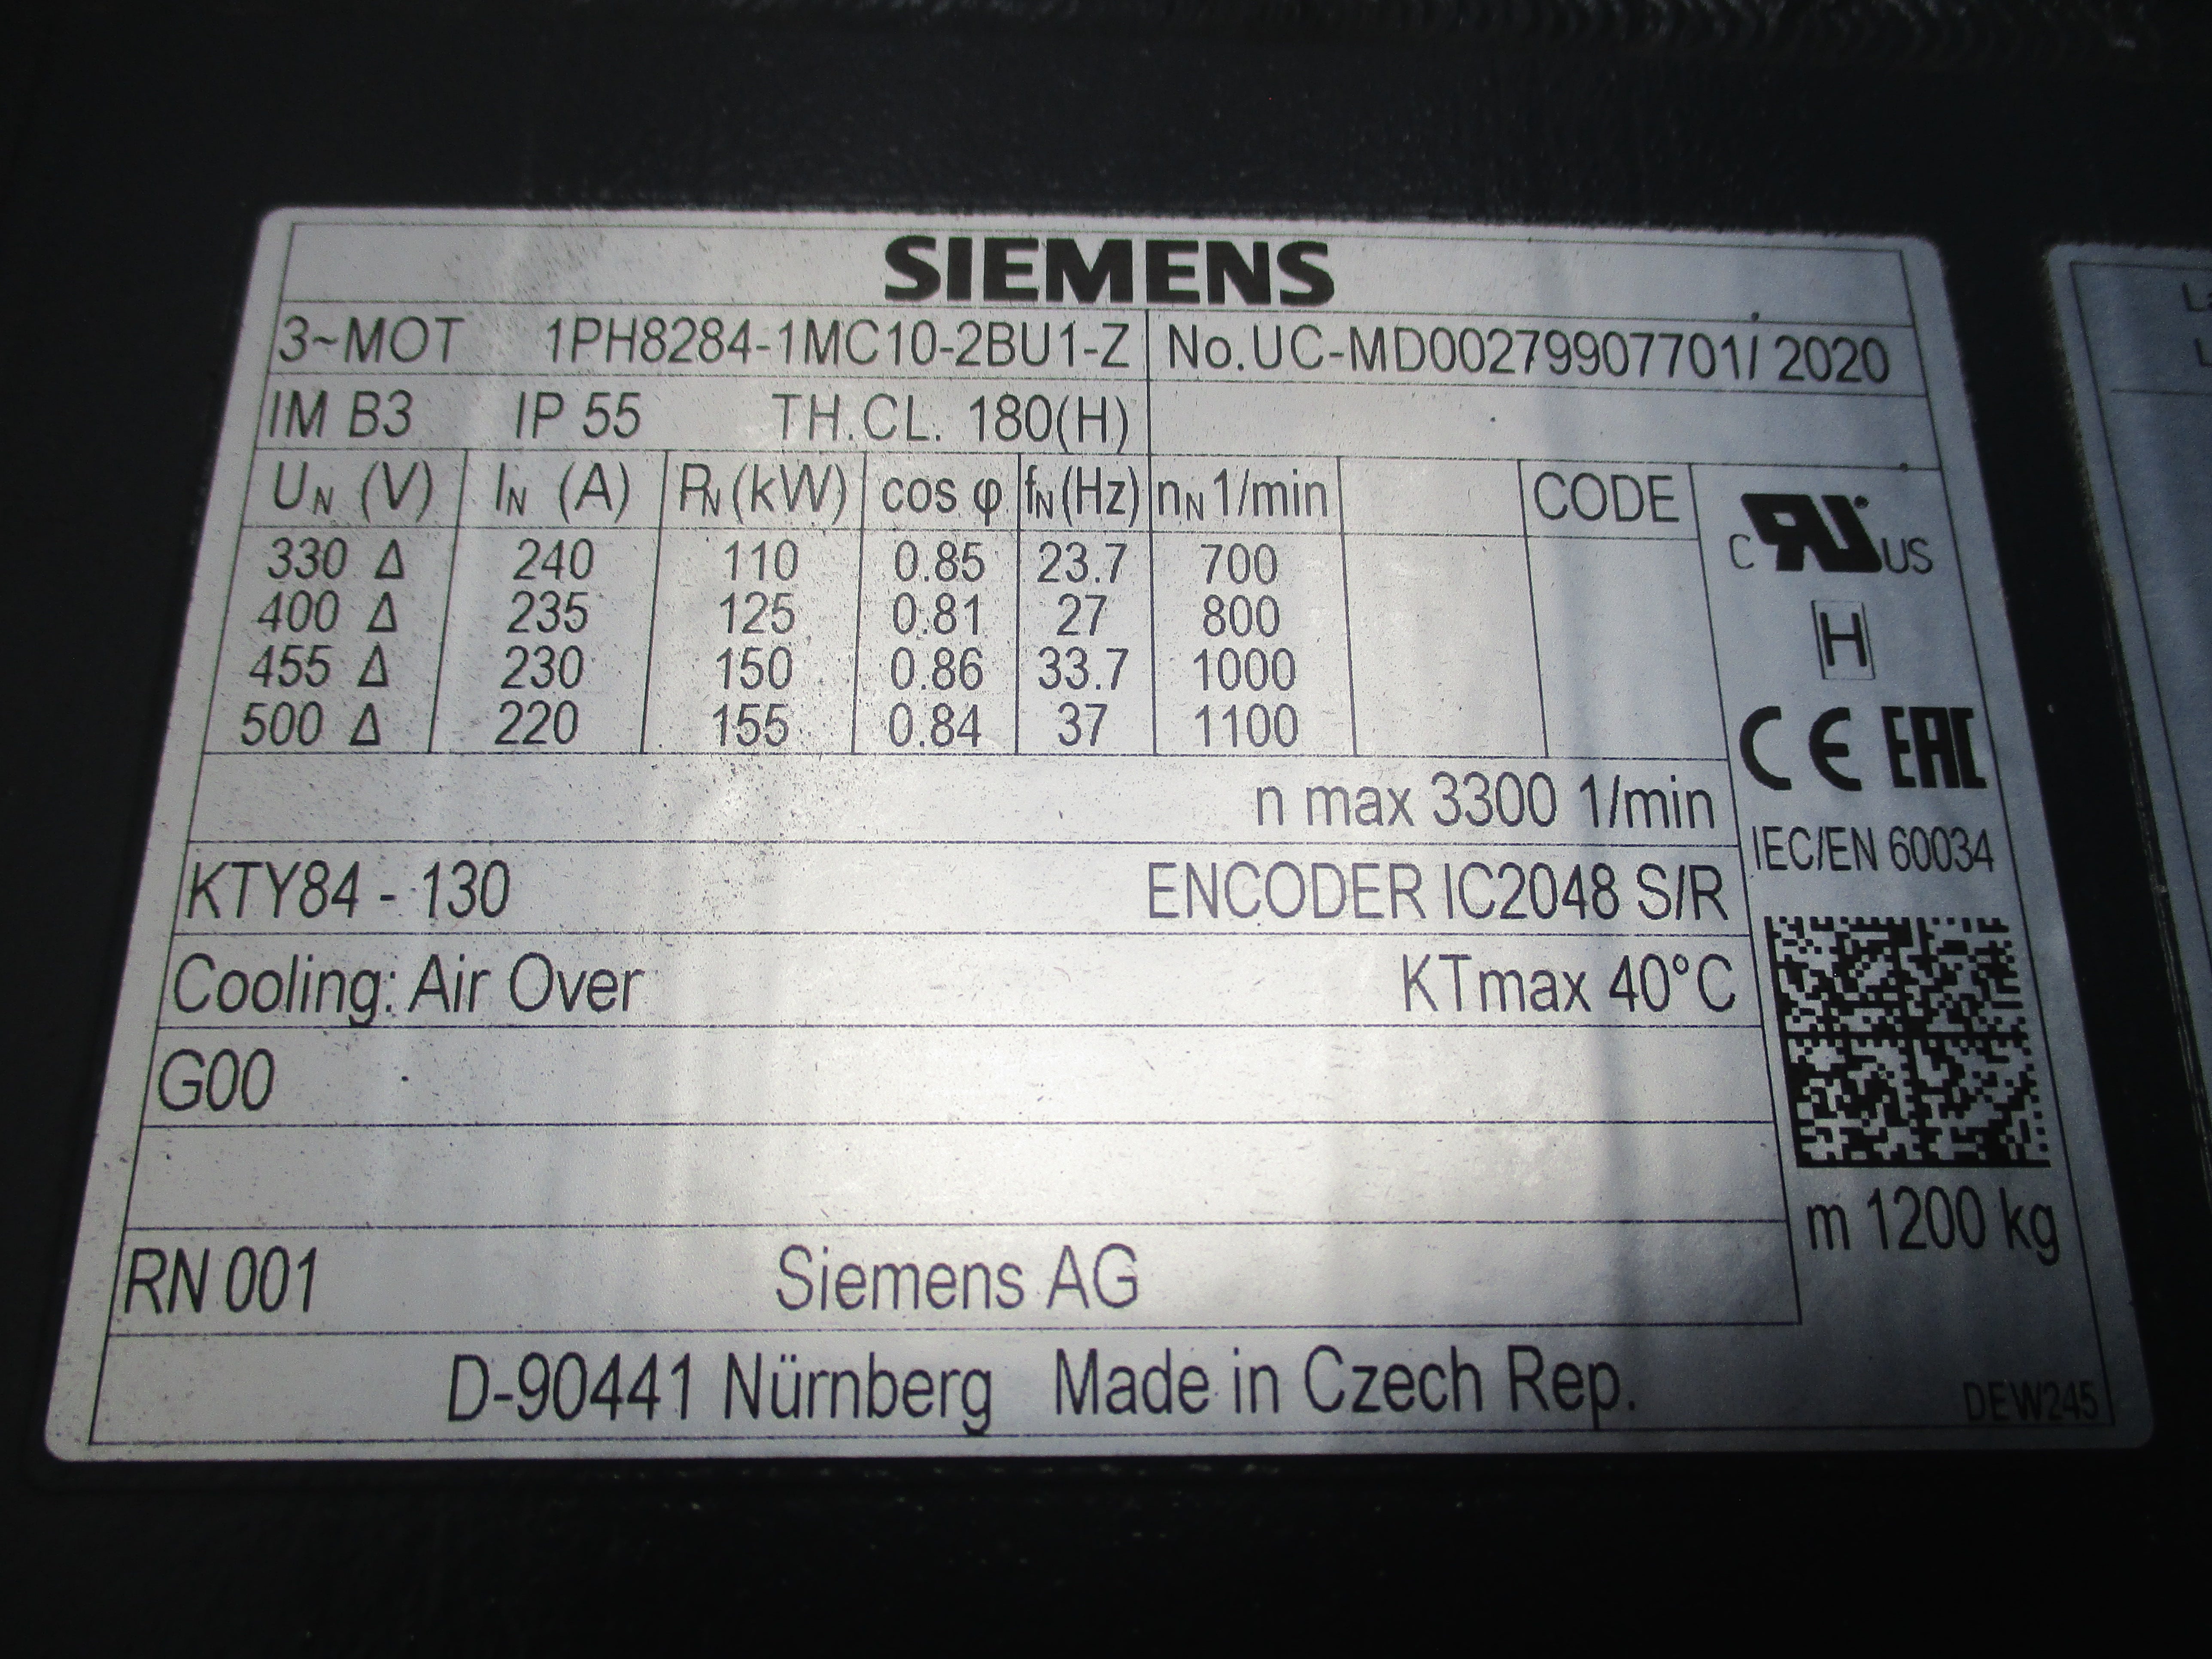 SIEMENS
3~MOT 1PH8284-1MC10-2BU1-Z No.UC-MD00279907701/ 2020
IM B3 IP 55 TH.CL. 180(H)
UN (V) IN (A) PN (kW) cos φ fN (Hz) nN 1/min CODE
330 Δ 240 110 0.85 23.7 700
400 Δ 235 125 0.81 27 800
455 Δ 230 150 0.86 33.7 1000
500 Δ 220 155 0.84 37 1100
C RU US
H
CE EAC
n max 3300 1/min
IEC/EN 60034
KTY84 - 130 ENCODER IC2048 S/R
Cooling: Air Over KTmax 40°C
G00
m 1200 kg
RN 001 Siemens AG
D-90441 Nürnberg Made in Czech Rep.
DEW245